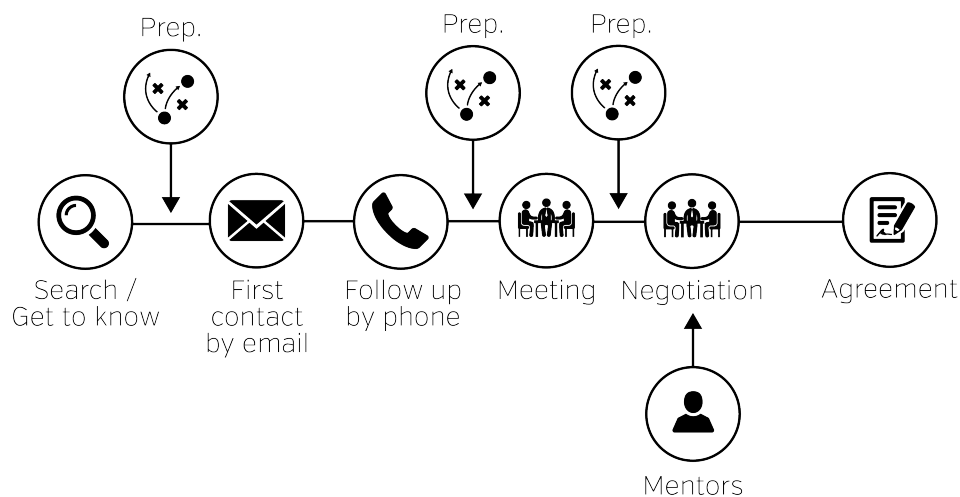 Prep.
Prep.
Prep.
Search /
Get to know
First
contact
by email
Follow up
by phone
Meeting
Negotiation
Agreement
Mentors